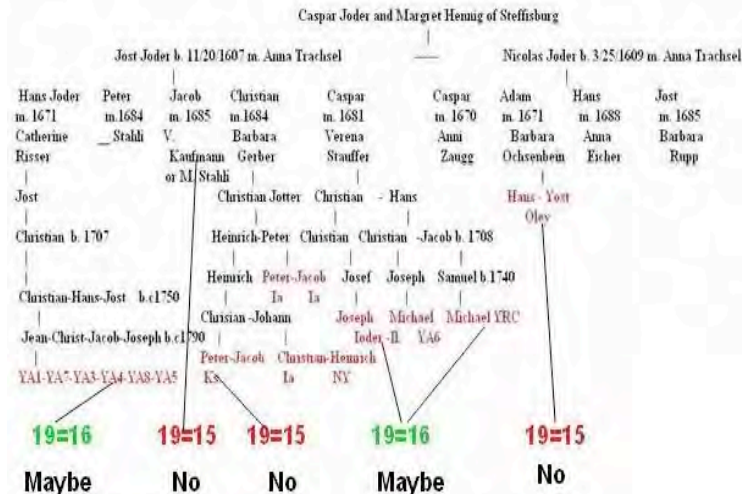 Caspar Joder and Margret Hennig of Steffisburg
Jost Joder b. 11/20/1607 m. Anna Trachsel Nicolas Joder b. 3/25/1609 m. Anna Trachsel
Hans Joder Peter Jacob Christian Caspar Caspar Adam Hans Jost
m. 1671 m.1684 m. 1685 m.1684 m. 1681 m. 1670 m. 1671 m. 1688 m. 1685
Catherine _ Stahli V. Barbara Verena Anni Barbara Anna Barbara
Risser Kaufmann Gerber Stauffer Zaugg Ochsenbein Eicher Rupp
or M. Stahli
Jost Christian Jotter Christian - Hans Hans - Yost
Oley
Christian b. 1707 Heinrich-Peter Christian Christian -Jacob b. 1708
Heinrich Peter-Jacob Josef Joseph Samuel b.1740
Ia Ia
Christian-Hans-Jost b.c1750
Chrisian -Johann Joseph Michael Michael YRC
Ioder -Il YA6
Jean-Christ-Jacob-Joseph b.c1790
Peter-Jacob Christian-Heinrich
YA1-YA7-YA3-YA4-YA8-YA5 Ks Ia NY
19=16 19=15 19=15 19=16 19=15
Maybe No No Maybe No